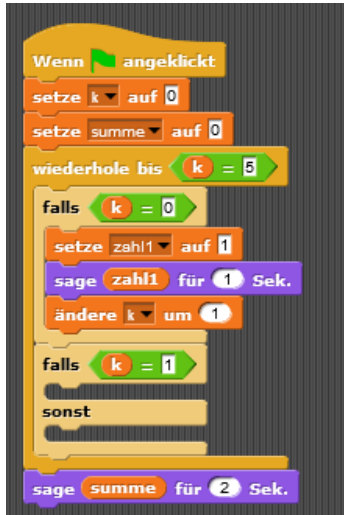 Wenn angeklickt
setze k auf 0
setze summe auf 0
wiederhole bis k = 5
falls k = 0
setze zahl1 auf 1
sage zahl1 für 1 Sek.
ändere k um 1
falls k = 1
sonst
sage summe für 2 Sek.